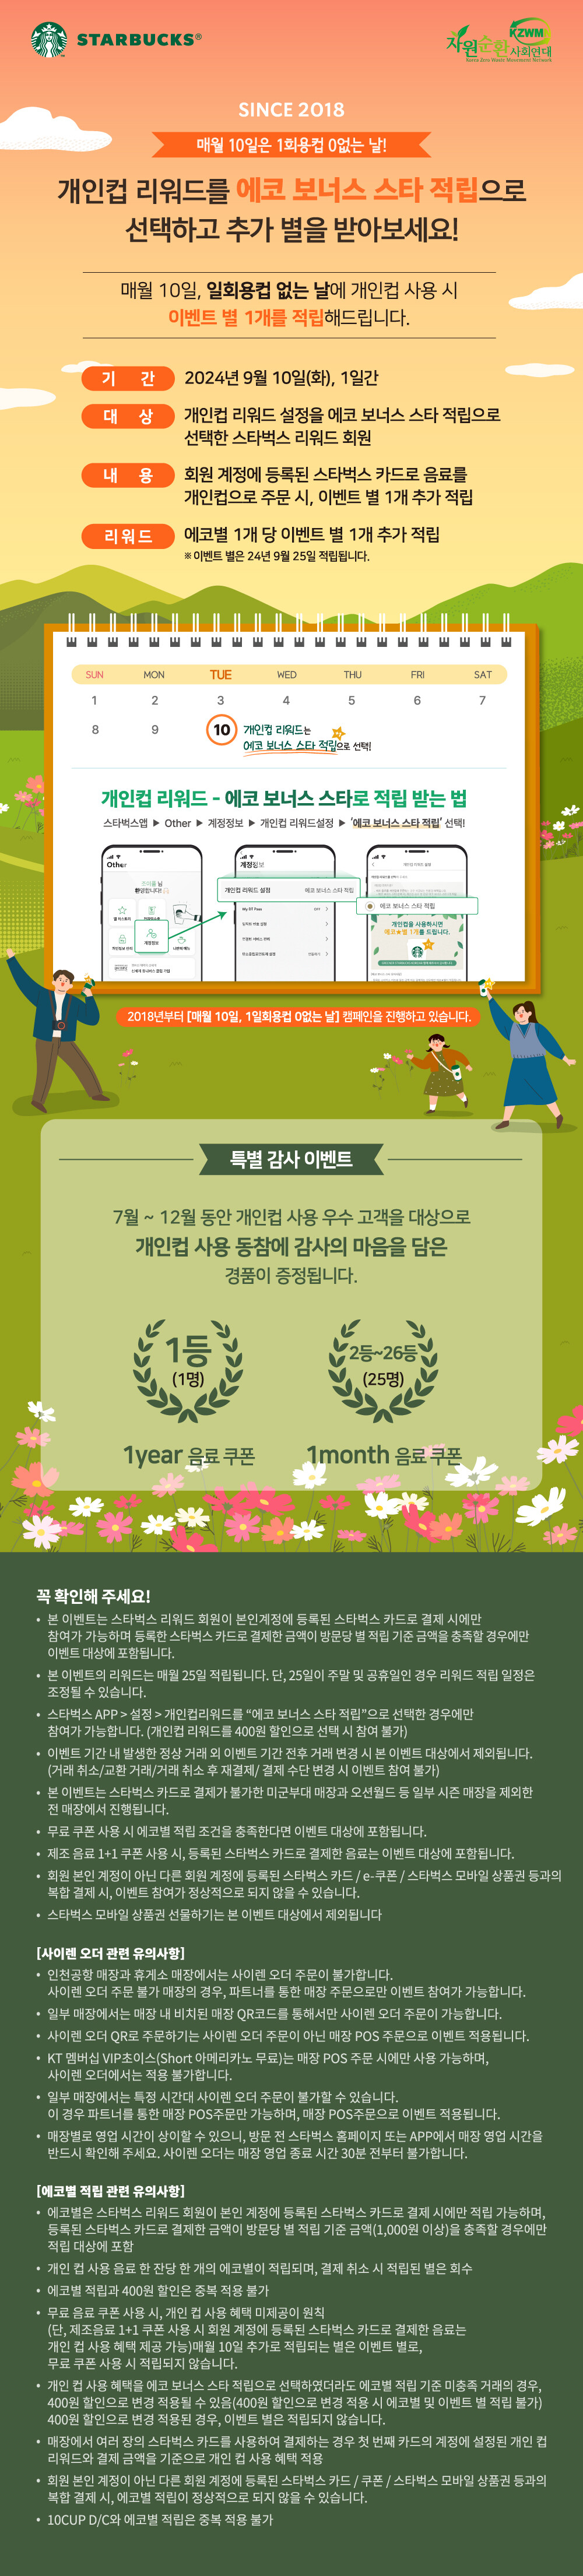 STARBUCKS®
자원순환사회연대
KZWM
Korea Zero Waste Movement Network
SINCE 2018
매월 10일은 1회용컵 0없는 날!
개인컵 리워드를 에코 보너스 스타 적립으로
선택하고 추가 별을 받아보세요!
매월 10일, 일회용컵 없는 날에 개인컵 사용 시
이벤트 별 1개를 적립해드립니다.
기 간 2024년 9월 10일(화), 1일간
대 상 개인컵 리워드 설정을 에코 보너스 스타 적립으로
선택한 스타벅스 리워드 회원
내 용 회원 계정에 등록된 스타벅스 카드로 음료를
개인컵으로 주문 시, 이벤트 별 1개 추가 적립
리워드 에코별 1개 당 이벤트 별 1개 추가 적립
※ 이벤트 별은 24년 9월 25일 적립됩니다.
SUN MON TUE WED THU FRI SAT
1 2 3 4 5 6 7
8 9 10 개인컵 리워드는
에코 보너스 스타 적립으로 선택!
개인컵 리워드 - 에코 보너스 스타로 적립 받는 법
스타벅스앱 ▶ Other ▶ 계정정보 ▶ 개인컵 리워드설정 ▶ '에코 보너스 스타 적립' 선택!
Other
환영합니다!
계정정보
계정정보
개인컵 리워드 설정 에코 보너스 스타 적립
My DT Pass
에코 보너스 스타 적립
개인컵을 사용하시면
에코★별 1개를 드립니다.
2018년부터 [매월 10일, 1일회용컵 0없는 날] 캠페인을 진행하고 있습니다.
특별 감사 이벤트
7월 ~ 12월 동안 개인컵 사용 우수 고객을 대상으로
개인컵 사용 동참에 감사의 마음을 담은
경품이 증정됩니다.
1등
(1명)
2등~26등
(25명)
1year 음료 쿠폰
1month 음료 쿠폰
꼭 확인해 주세요!
• 본 이벤트는 스타벅스 리워드 회원이 본인계정에 등록된 스타벅스 카드로 결제 시에만
참여가 가능하며 등록한 스타벅스 카드로 결제한 금액이 방문당 별 적립 기준 금액을 충족할 경우에만
이벤트 대상에 포함됩니다.
• 본 이벤트의 리워드는 매월 25일 적립됩니다. 단, 25일이 주말 및 공휴일인 경우 리워드 적립 일정은
조정될 수 있습니다.
• 스타벅스 APP > 설정 > 개인컵리워드를 “에코 보너스 스타 적립”으로 선택한 경우에만
참여가 가능합니다. (개인컵 리워드를 400원 할인으로 선택 시 참여 불가)
• 이벤트 기간 내 발생한 정상 거래 외 이벤트 기간 전후 거래 변경 시 본 이벤트 대상에서 제외됩니다.
(거래 취소/교환 거래/거래 취소 후 재결제/ 결제 수단 변경 시 이벤트 참여 불가)
• 본 이벤트는 스타벅스 카드로 결제가 불가한 미군부대 매장과 오션월드 등 일부 시즌 매장을 제외한
전 매장에서 진행됩니다.
• 무료 쿠폰 사용 시 에코별 적립 조건을 충족한다면 이벤트 대상에 포함됩니다.
• 제조 음료 1+1 쿠폰 사용 시, 등록된 스타벅스 카드로 결제한 음료는 이벤트 대상에 포함됩니다.
• 회원 본인 계정이 아닌 다른 회원 계정에 등록된 스타벅스 카드 / e-쿠폰 / 스타벅스 모바일 상품권 등과의
복합 결제 시, 이벤트 참여가 정상적으로 되지 않을 수 있습니다.
• 스타벅스 모바일 상품권 선물하기는 본 이벤트 대상에서 제외됩니다
[사이렌 오더 관련 유의사항]
• 인천공항 매장과 휴게소 매장에서는 사이렌 오더 주문이 불가합니다.
사이렌 오더 주문 불가 매장의 경우, 파트너를 통한 매장 주문으로만 이벤트 참여가 가능합니다.
• 일부 매장에서는 매장 내 비치된 매장 QR코드를 통해서만 사이렌 오더 주문이 가능합니다.
• 사이렌 오더 QR로 주문하기는 사이렌 오더 주문이 아닌 매장 POS 주문으로 이벤트 적용됩니다.
• KT 멤버십 VIP초이스(Short 아메리카노 무료)는 매장 POS 주문 시에만 사용 가능하며,
사이렌 오더에서는 적용 불가합니다.
• 일부 매장에서는 특정 시간대 사이렌 오더 주문이 불가할 수 있습니다.
이 경우 파트너를 통한 매장 POS주문만 가능하며, 매장 POS주문으로 이벤트 적용됩니다.
• 매장별로 영업 시간이 상이할 수 있으니, 방문 전 스타벅스 홈페이지 또는 APP에서 매장 영업 시간을
반드시 확인해 주세요. 사이렌 오더는 매장 영업 종료 시간 30분 전부터 불가합니다.
[에코별 적립 관련 유의사항]
• 에코별은 스타벅스 리워드 회원이 본인 계정에 등록된 스타벅스 카드로 결제 시에만 적립 가능하며,
등록된 스타벅스 카드로 결제한 금액이 방문당 별 적립 기준 금액(1,000원 이상)을 충족할 경우에만
적립 대상에 포함
• 개인 컵 사용 음료 한 잔당 한 개의 에코별이 적립되며, 결제 취소 시 적립된 별은 회수
• 에코별 적립과 400원 할인은 중복 적용 불가
• 무료 음료 쿠폰 사용 시, 개인 컵 사용 혜택 미제공이 원칙
(단, 제조음료 1+1 쿠폰 사용 시 회원 계정에 등록된 스타벅스 카드로 결제한 음료는
개인 컵 사용 혜택 제공 가능)매월 10일 추가로 적립되는 별은 이벤트 별로,
무료 쿠폰 사용 시 적립되지 않습니다.
• 개인 컵 사용 혜택을 에코 보너스 스타 적립으로 선택하였더라도 에코별 적립 기준 미충족 거래의 경우,
400원 할인으로 변경 적용될 수 있음(400원 할인으로 변경 적용 시 에코별 및 이벤트 별 적립 불가)
400원 할인으로 변경 적용된 경우, 이벤트 별은 적립되지 않습니다.
• 매장에서 여러 장의 스타벅스 카드를 사용하여 결제하는 경우 첫 번째 카드의 계정에 설정된 개인 컵
리워드와 결제 금액을 기준으로 개인 컵 사용 혜택 적용
• 회원 본인 계정이 아닌 다른 회원 계정에 등록된 스타벅스 카드 / 쿠폰 / 스타벅스 모바일 상품권 등과의
복합 결제 시, 에코별 적립이 정상적으로 되지 않을 수 있습니다.
• 10CUP D/C와 에코별 적립은 중복 적용 불가